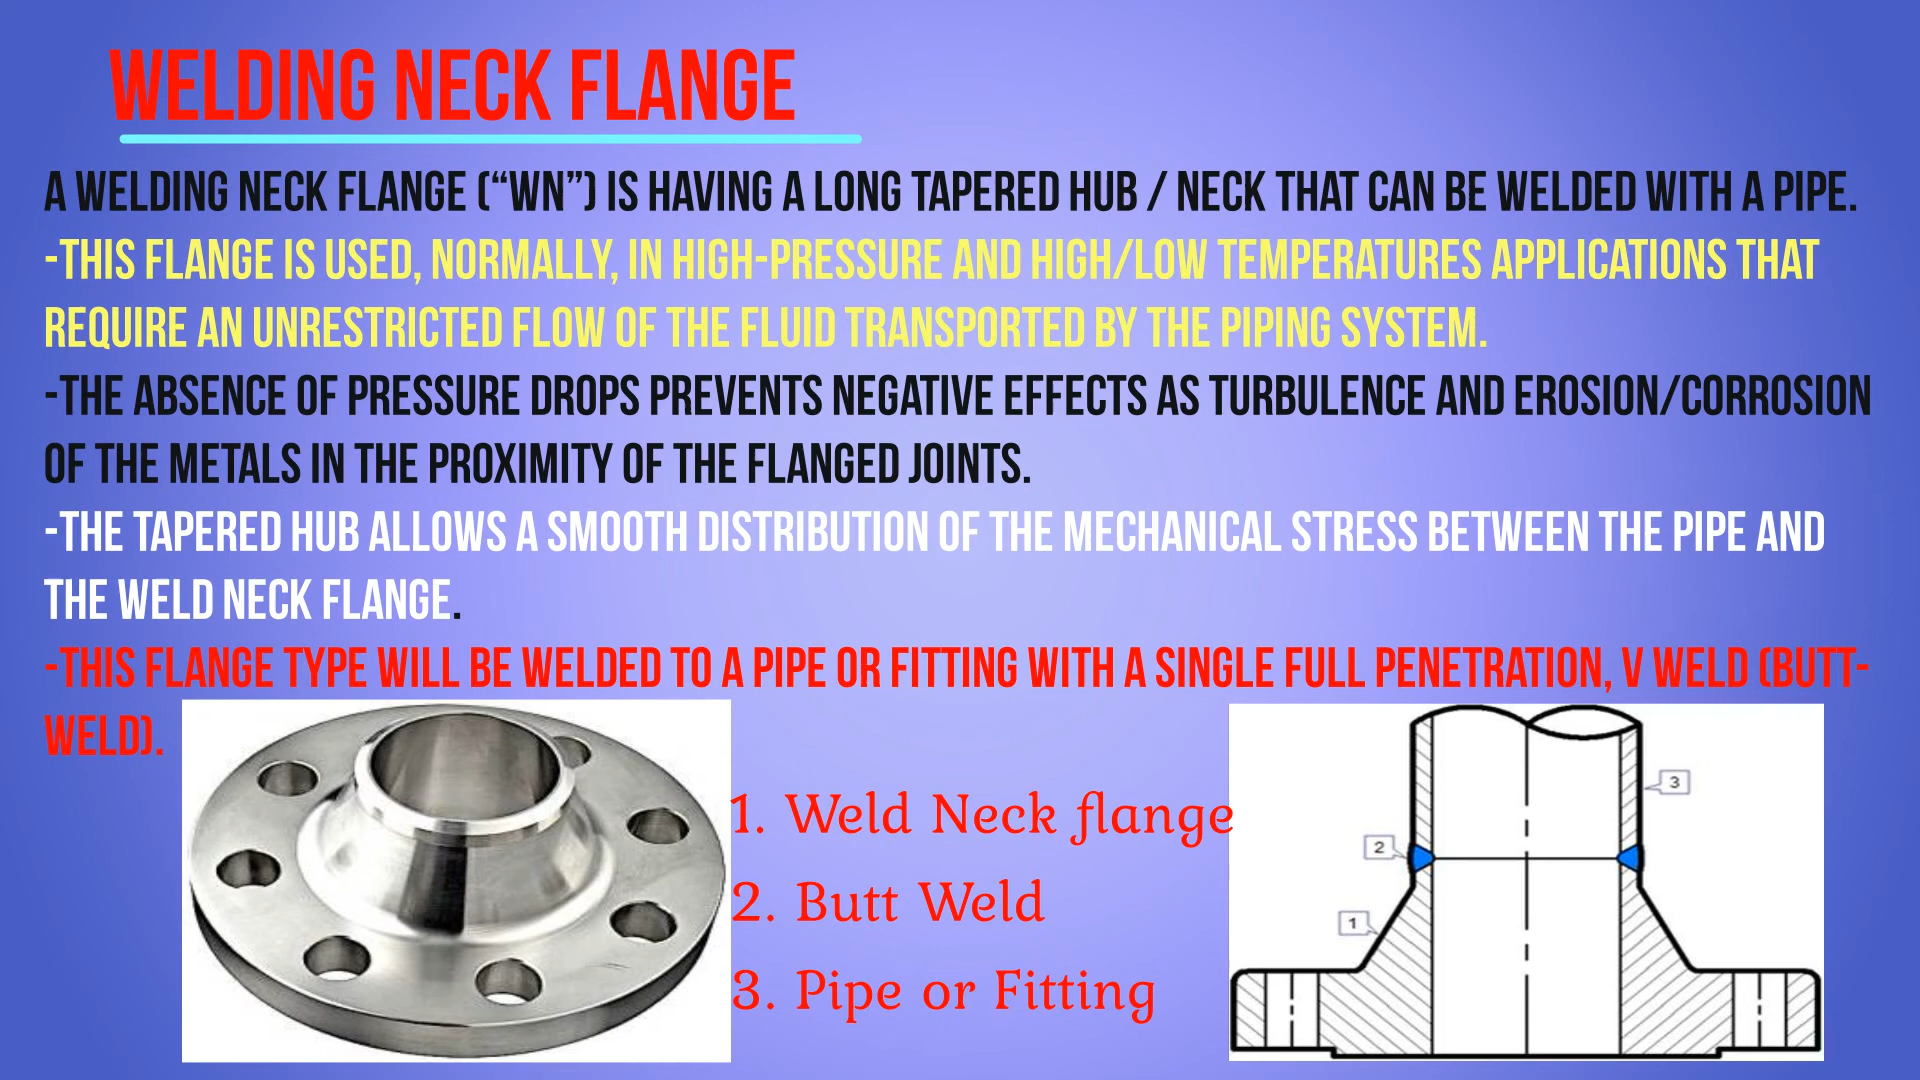 WELDING NECK FLANGE
A WELDING NECK FLANGE (“WN”) IS HAVING A LONG TAPERED HUB / NECK THAT CAN BE WELDED WITH A PIPE.
-THIS FLANGE IS USED, NORMALLY, IN HIGH-PRESSURE AND HIGH/LOW TEMPERATURES APPLICATIONS THAT
REQUIRE AN UNRESTRICTED FLOW OF THE FLUID TRANSPORTED BY THE PIPING SYSTEM.
-THE ABSENCE OF PRESSURE DROPS PREVENTS NEGATIVE EFFECTS AS TURBULENCE AND EROSION/CORROSION
OF THE METALS IN THE PROXIMITY OF THE FLANGED JOINTS.
-THE TAPERED HUB ALLOWS A SMOOTH DISTRIBUTION OF THE MECHANICAL STRESS BETWEEN THE PIPE AND
THE WELD NECK FLANGE.
-THIS FLANGE TYPE WILL BE WELDED TO A PIPE OR FITTING WITH A SINGLE FULL PENETRATION, V WELD (BUTT-
WELD).
1. Weld Neck flange
2. Butt Weld
3. Pipe or Fitting
3
2
1